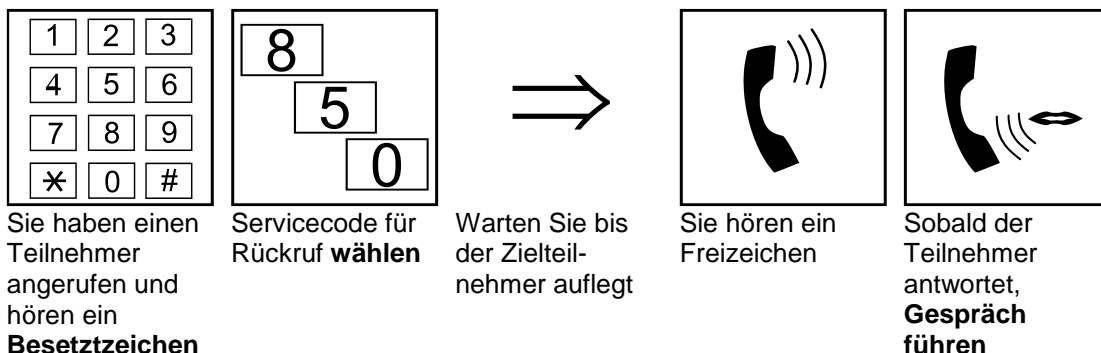 1 2 3
4 5 6
7 8 9
* 0 #
8
5
0
Sie haben einen
Teilnehmer
angerufen und
hören ein
Besetztzeichen
Servicecode für
Rückruf wählen
Warten Sie bis
der Zielteil-
nehmer auflegt
Sie hören ein
Freizeichen
Sobald der
Teilnehmer
antwortet,
Gespräch
führen